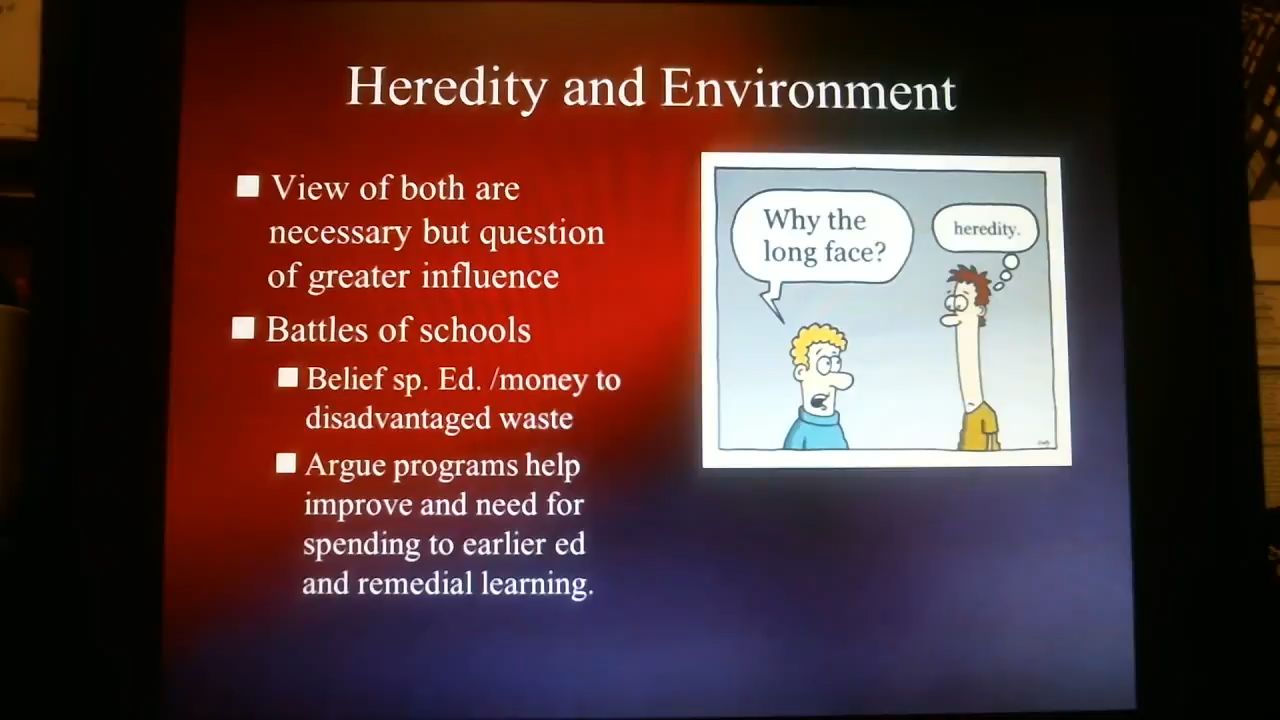 Heredity and Environment
View of both are
necessary but question
of greater influence
Battles of schools
Belief sp. Ed. /money to
disadvantaged waste
Argue programs help
improve and need for
spending to earlier ed
and remedial learning.
Why the
long face?
heredity.